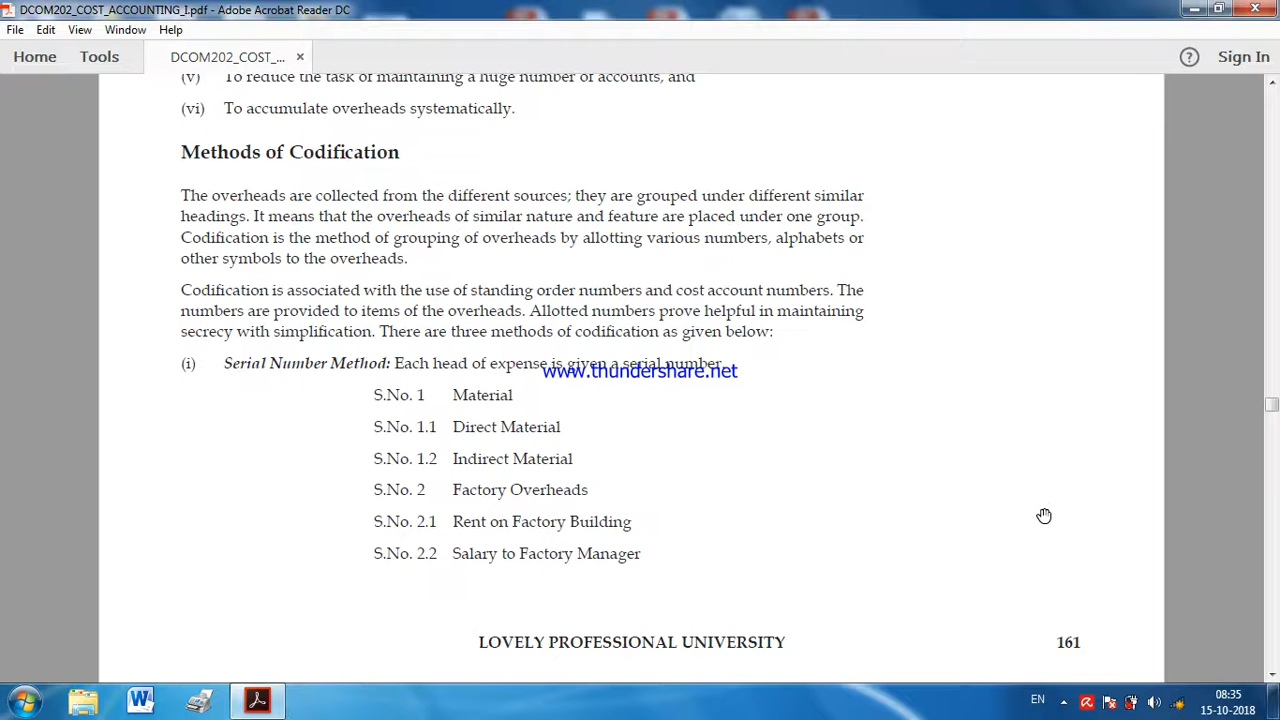 DCOM202_COST_ACCOUNTING_I.pdf - Adobe Acrobat Reader DC
File Edit View Window Help
Home Tools DCOM202_COST_... × ? Sign In
(v) To reduce the task of maintaining a huge number of accounts, and
(vi) To accumulate overheads systematically.
Methods of Codification
The overheads are collected from the different sources; they are grouped under different similar
headings. It means that the overheads of similar nature and feature are placed under one group.
Codification is the method of grouping of overheads by allotting various numbers, alphabets or
other symbols to the overheads.
Codification is associated with the use of standing order numbers and cost account numbers. The
numbers are provided to items of the overheads. Allotted numbers prove helpful in maintaining
secrecy with simplification. There are three methods of codification as given below:
(i) Serial Number Method: Each head of expense is given a serial number
www.thundershare.net
S.No. 1 Material
S.No. 1.1 Direct Material
S.No. 1.2 Indirect Material
S.No. 2 Factory Overheads
S.No. 2.1 Rent on Factory Building
S.No. 2.2 Salary to Factory Manager
LOVELY PROFESSIONAL UNIVERSITY 161
EN 08:35
15-10-2018